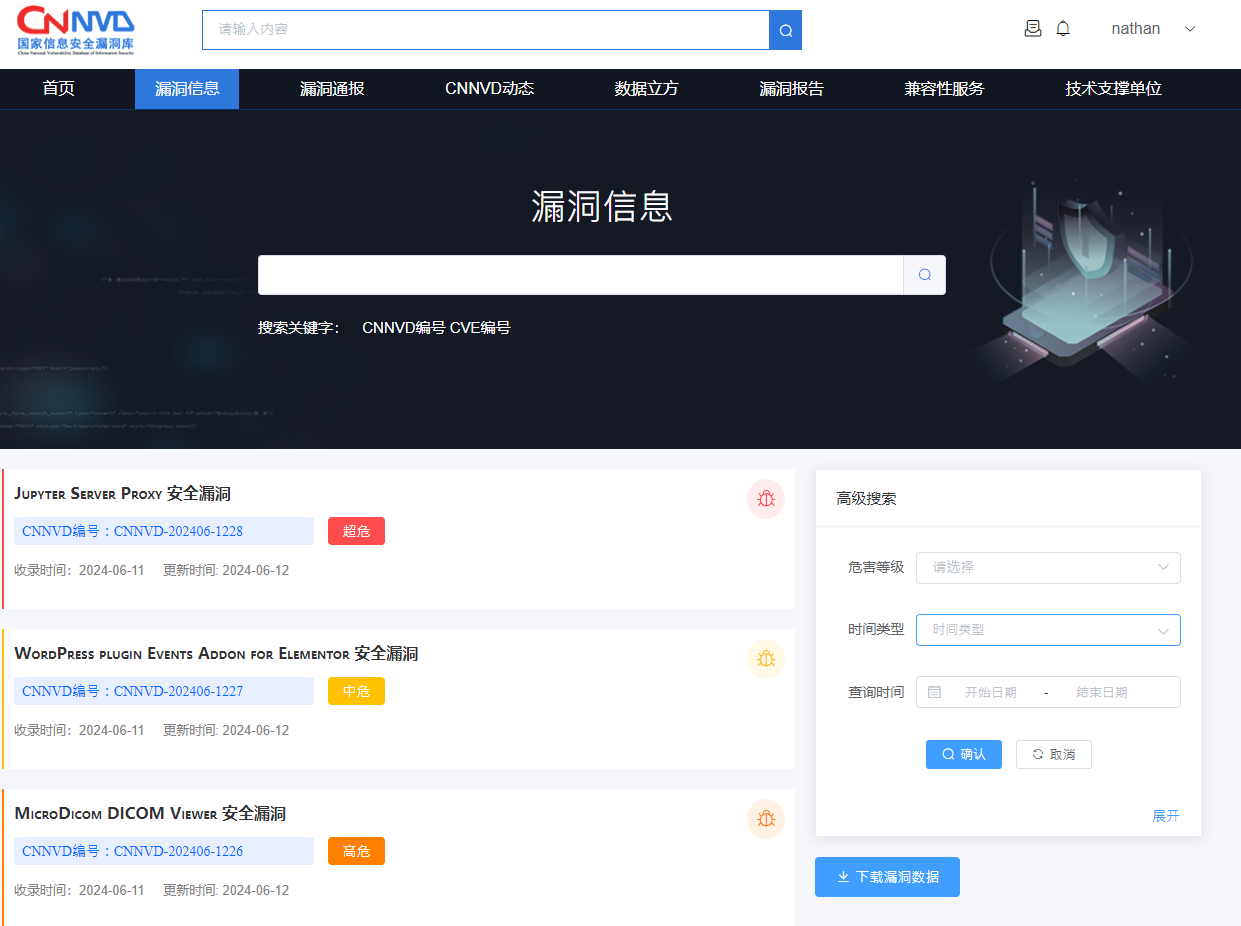 CNNVD
国家信息安全漏洞库
China National Vulnerability Database of Information Security
请输入内容
nathan
首页 漏洞信息 漏洞通报 CNNVD动态 数据立方 漏洞报告 兼容性服务 技术支撑单位
漏洞信息
搜索关键字： CNNVD编号 CVE编号
Jupyter Server Proxy 安全漏洞
CNNVD编号：CNNVD-202406-1228 超危
收录时间：2024-06-11 更新时间: 2024-06-12
WordPress plugin Events Addon for Elementor 安全漏洞
CNNVD编号：CNNVD-202406-1227 中危
收录时间：2024-06-11 更新时间: 2024-06-12
MicroDicom DICOM Viewer 安全漏洞
CNNVD编号：CNNVD-202406-1226 高危
收录时间：2024-06-11 更新时间: 2024-06-12
高级搜索
危害等级 请选择
时间类型 时间类型
查询时间 开始日期 - 结束日期
确认 取消
展开
下载漏洞数据